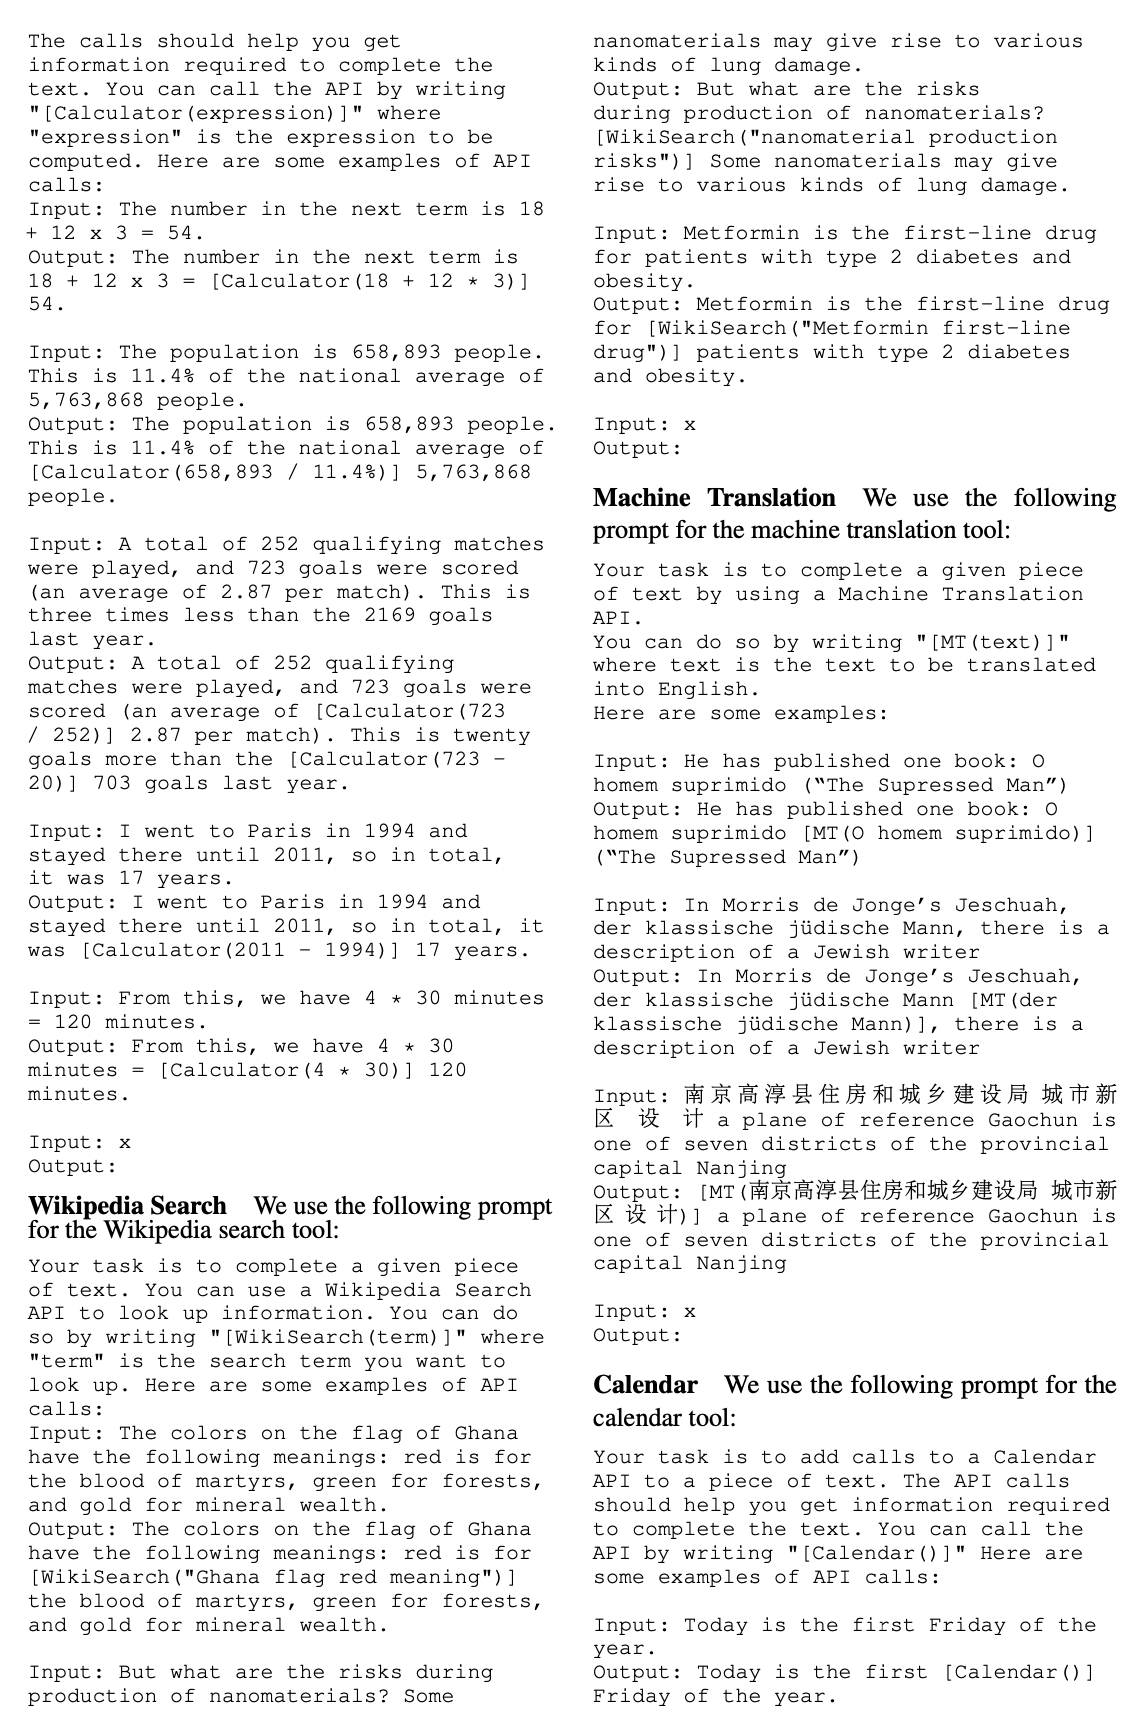 The calls should help you get
information required to complete the
text. You can call the API by writing
"[Calculator(expression)]" where
"expression" is the expression to be
computed. Here are some examples of API
calls:
Input: The number in the next term is 18
+ 12 x 3 = 54.
Output: The number in the next term is
18 + 12 x 3 = [Calculator(18 + 12 * 3)]
54.
Input: The population is 658,893 people.
This is 11.4% of the national average of
5,763,868 people.
Output: The population is 658,893 people.
This is 11.4% of the national average of
[Calculator(658,893 / 11.4%)] 5,763,868
people.
Input: A total of 252 qualifying matches
were played, and 723 goals were scored
(an average of 2.87 per match). This is
three times less than the 2169 goals
last year.
Output: A total of 252 qualifying
matches were played, and 723 goals were
scored (an average of [Calculator(723
/ 252)] 2.87 per match). This is twenty
goals more than the [Calculator(723 -
20)] 703 goals last year.
Input: I went to Paris in 1994 and
stayed there until 2011, so in total,
it was 17 years.
Output: I went to Paris in 1994 and
stayed there until 2011, so in total, it
was [Calculator(2011 - 1994)] 17 years.
Input: From this, we have 4 * 30 minutes
= 120 minutes.
Output: From this, we have 4 * 30
minutes = [Calculator(4 * 30)] 120
minutes.
Input: x
Output:
Wikipedia Search We use the following prompt
for the Wikipedia search tool:
Your task is to complete a given piece
of text. You can use a Wikipedia Search
API to look up information. You can do
so by writing "[WikiSearch(term)]" where
"term" is the search term you want to
look up. Here are some examples of API
calls:
Input: The colors on the flag of Ghana
have the following meanings: red is for
the blood of martyrs, green for forests,
and gold for mineral wealth.
Output: The colors on the flag of Ghana
have the following meanings: red is for
[WikiSearch("Ghana flag red meaning")]
the blood of martyrs, green for forests,
and gold for mineral wealth.
Input: But what are the risks during
production of nanomaterials? Some
nanomaterials may give rise to various
kinds of lung damage.
Output: But what are the risks
during production of nanomaterials?
[WikiSearch("nanomaterial production
risks")] Some nanomaterials may give
rise to various kinds of lung damage.
Input: Metformin is the first-line drug
for patients with type 2 diabetes and
obesity.
Output: Metformin is the first-line drug
for [WikiSearch("Metformin first-line
drug")] patients with type 2 diabetes
and obesity.
Input: x
Output:
Machine Translation We use the following
prompt for the machine translation tool:
Your task is to complete a given piece
of text by using a Machine Translation
API.
You can do so by writing "[MT(text)]"
where text is the text to be translated
into English.
Here are some examples:
Input: He has published one book: O
homem suprimido (“The Supressed Man”)
Output: He has published one book: O
homem suprimido [MT(O homem suprimido)]
(“The Supressed Man”)
Input: In Morris de Jonge’s Jeschuah,
der klassische jüdische Mann, there is a
description of a Jewish writer
Output: In Morris de Jonge’s Jeschuah,
der klassische jüdische Mann [MT(der
klassische jüdische Mann)], there is a
description of a Jewish writer
Input: 南京高淳县住房和城乡建设局 城市新
区 设 计 a plane of reference Gaochun is
one of seven districts of the provincial
capital Nanjing
Output: [MT(南京高淳县住房和城乡建设局 城市新
区 设 计)] a plane of reference Gaochun is
one of seven districts of the provincial
capital Nanjing
Input: x
Output:
Calendar We use the following prompt for the
calendar tool:
Your task is to add calls to a Calendar
API to a piece of text. The API calls
should help you get information required
to complete the text. You can call the
API by writing "[Calendar()]" Here are
some examples of API calls:
Input: Today is the first Friday of the
year.
Output: Today is the first [Calendar()]
Friday of the year.